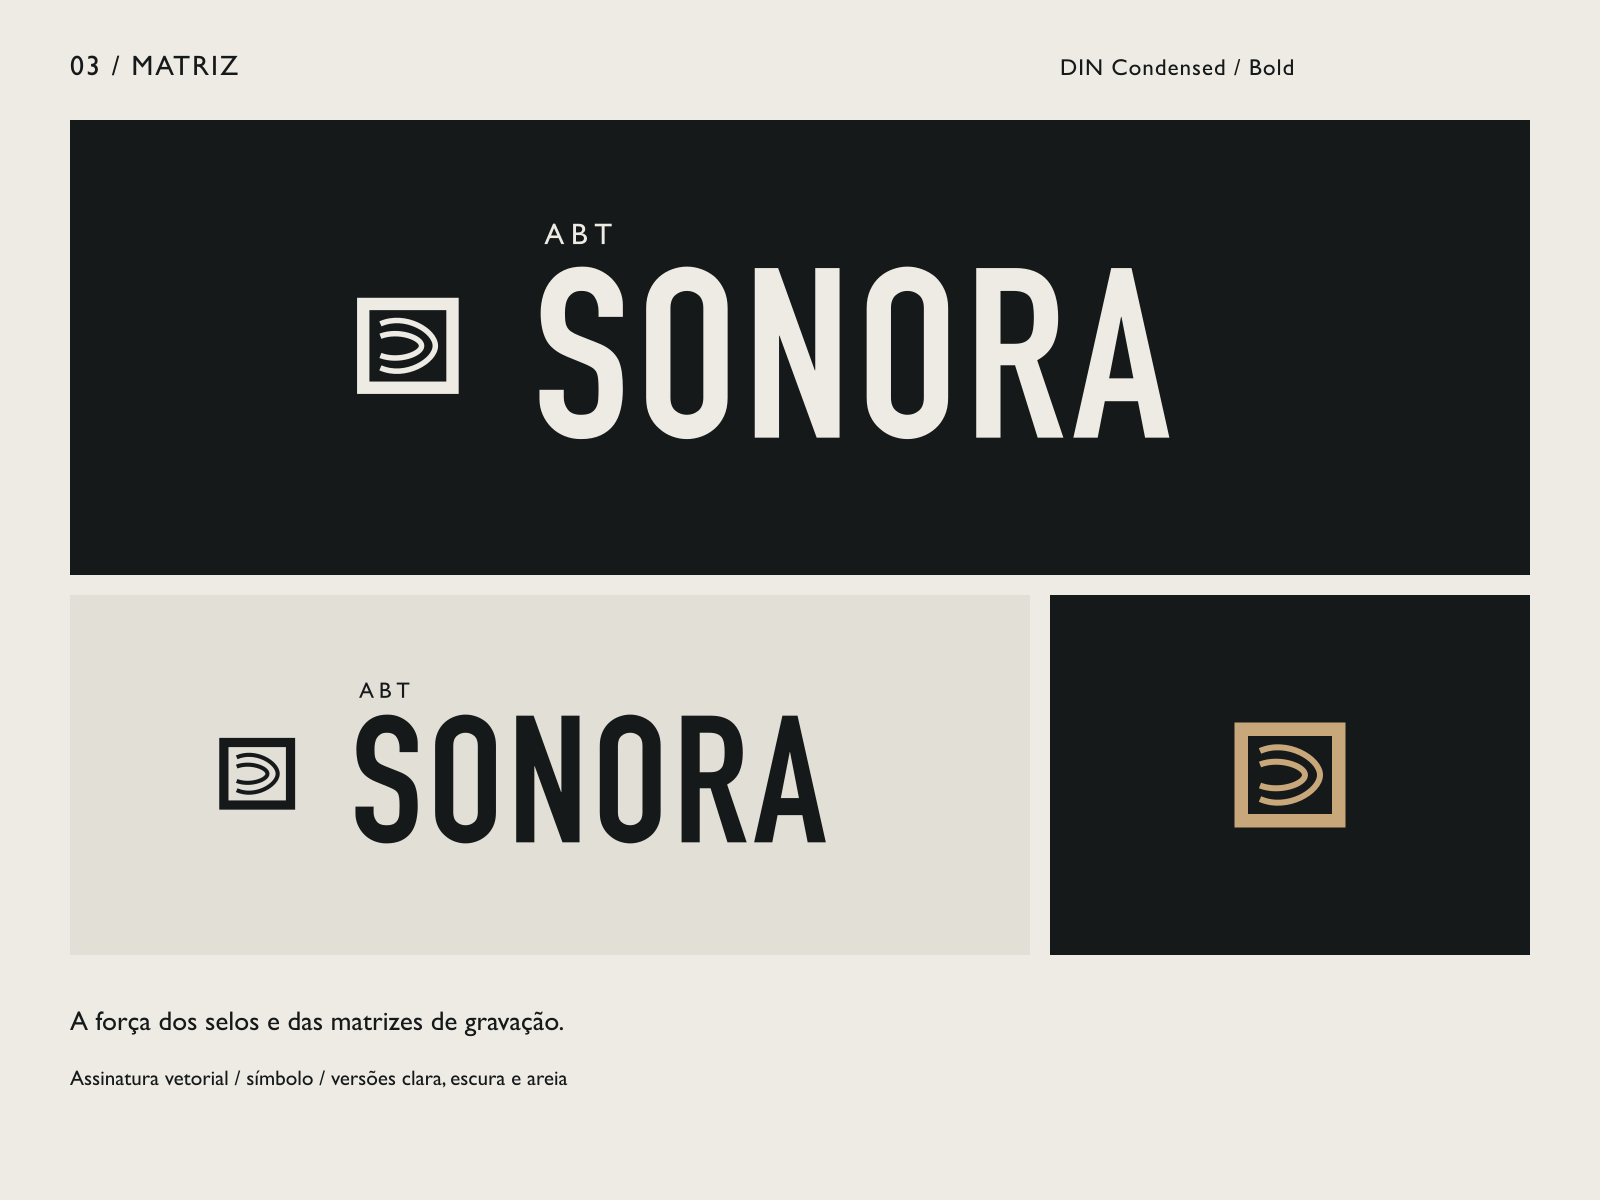 03 / MATRIZ
DIN Condensed / Bold
ABT
SONORA
ABT
SONORA
A força dos selos e das matrizes de gravação.
Assinatura vetorial / símbolo / versões clara, escura e areia